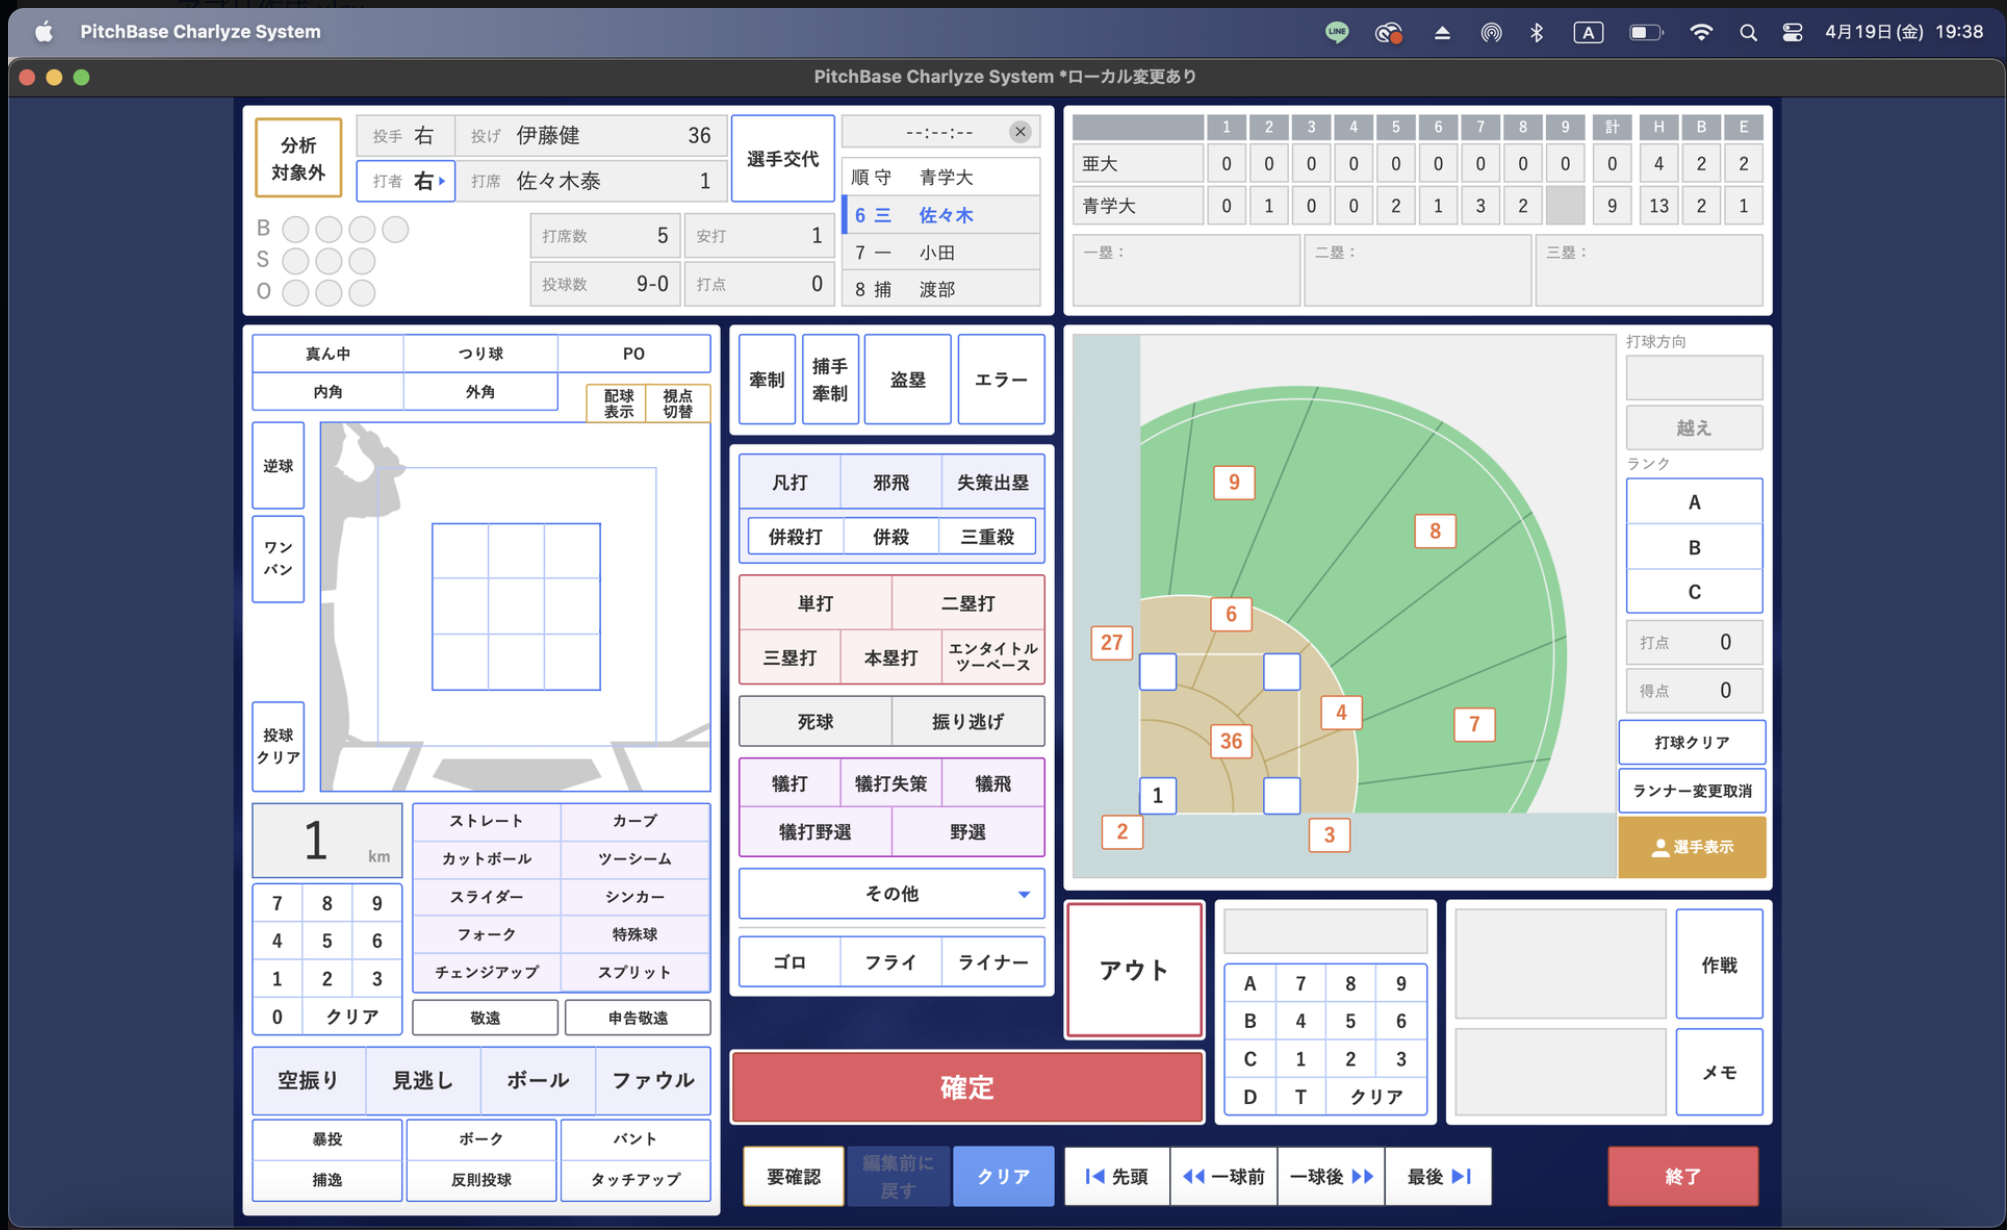 PitchBase Charlyze System
LINE
A
4月19日(金) 19:38
PitchBase Charlyze System *ローカル変更あり
分析
対象外
投手 右 投げ 伊藤健 36
打者 右 打席 佐々木泰 1
選手交代
B
S
O
打席数 5 安打 1
投球数 9-0 打点 0
--:--:--
順 守 青学大
6 三 佐々木
7 一 小田
8 捕 渡部
1 2 3 4 5 6 7 8 9 計 H B E
亜大 0 0 0 0 0 0 0 0 0 0 4 2 2
青学大 0 1 0 0 2 1 3 2 9 13 2 1
一塁： 二塁： 三塁：
真ん中 つり球 PO
内角 外角
配球
表示
視点
切替
逆球
ワン
バン
投球
クリア
1 km
7 8 9
4 5 6
1 2 3
0 クリア
ストレート カーブ
カットボール ツーシーム
スライダー シンカー
フォーク 特殊球
チェンジアップ スプリット
敬遠 申告敬遠
空振り 見逃し ボール ファウル
暴投 ボーク バント
捕逸 反則投球 タッチアップ
牽制
捕手
牽制
盗塁
エラー
凡打 邪飛 失策出塁
併殺打 併殺 三重殺
単打 二塁打
三塁打 本塁打 エンタイトル
ツーベース
死球 振り逃げ
犠打 犠打失策 犠飛
犠打野選 野選
その他
ゴロ フライ ライナー
9
8
6
27
4
7
36
1
2
3
打球方向
越え
ランク
A
B
C
打点 0
得点 0
打球クリア
ランナー変更取消
選手表示
アウト
A 7 8 9
B 4 5 6
C 1 2 3
D T クリア
作戦
メモ
確定
要確認
編集前に
戻す
クリア
先頭
一球前
一球後
最後
終了